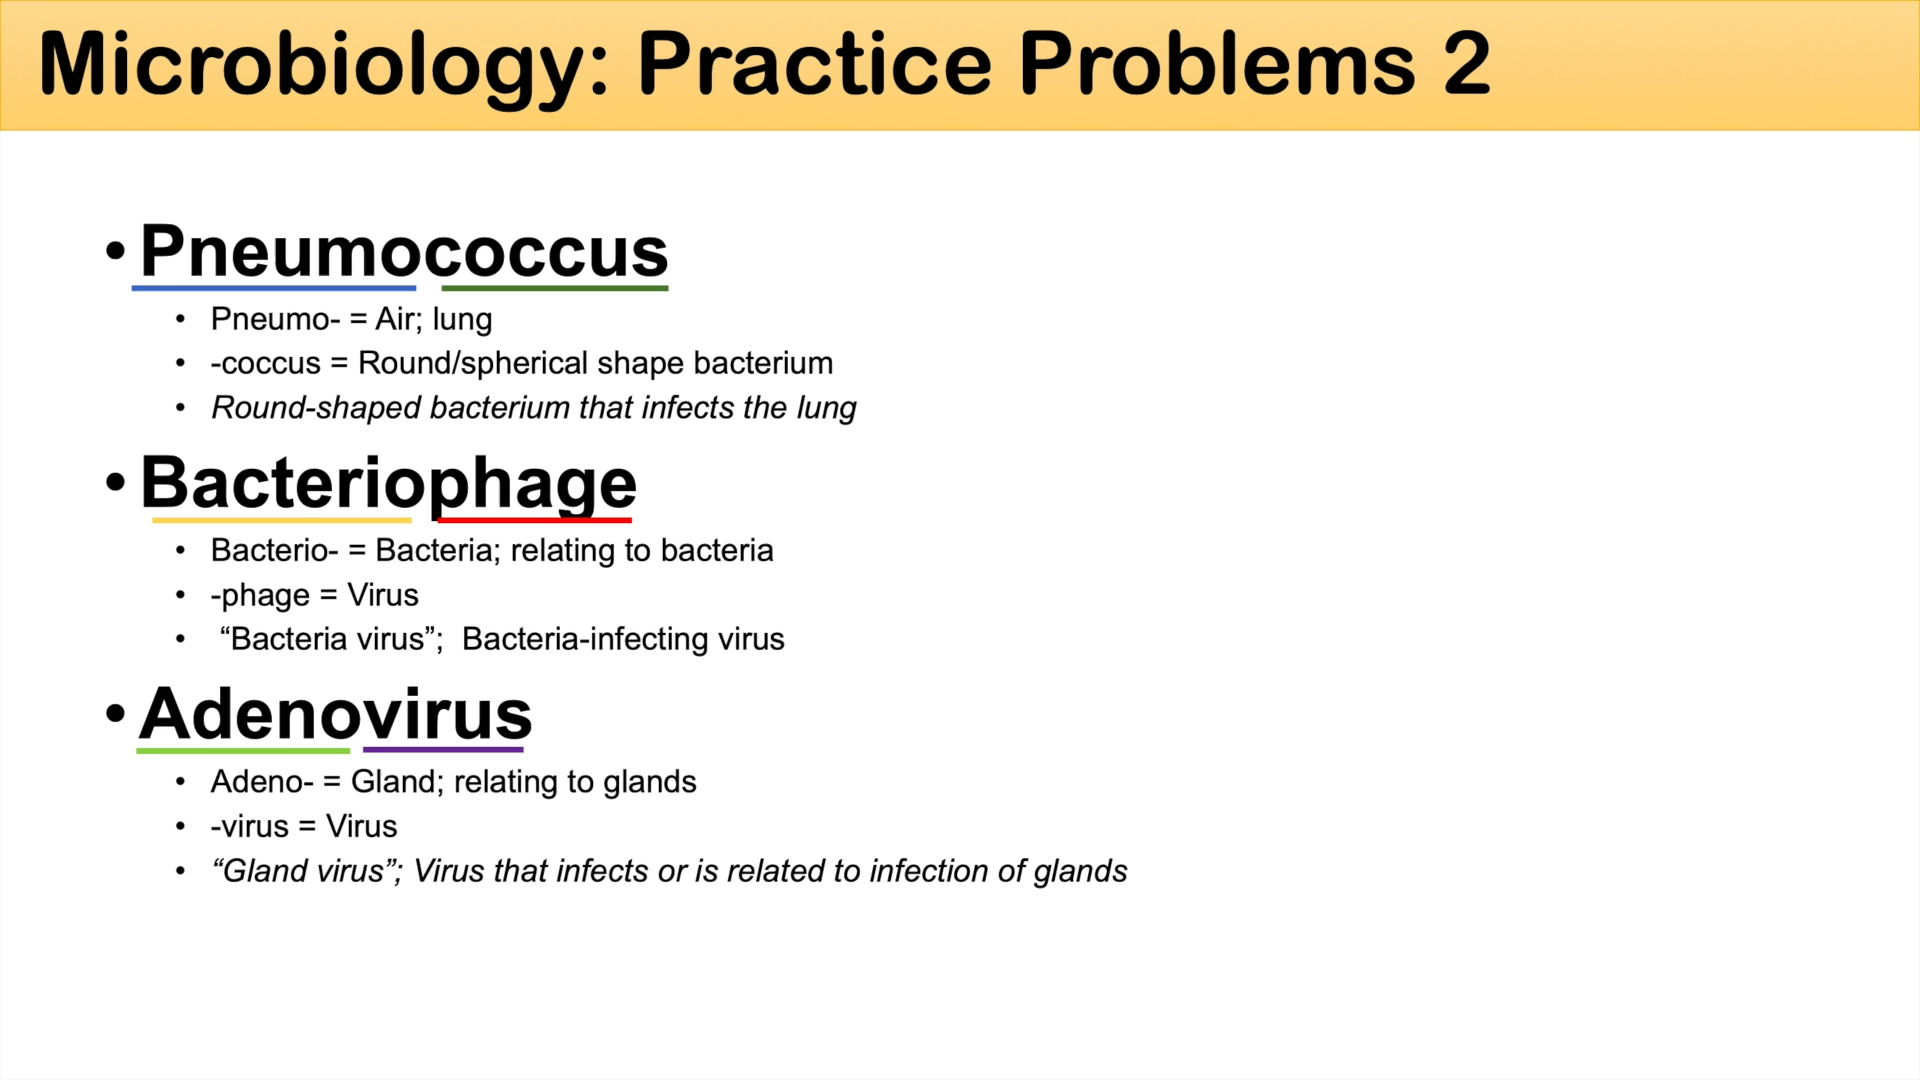 Microbiology: Practice Problems 2
• Pneumococcus
• Pneumo- = Air; lung
• -coccus = Round/spherical shape bacterium
• Round-shaped bacterium that infects the lung
• Bacteriophage
• Bacterio- = Bacteria; relating to bacteria
• -phage = Virus
• “Bacteria virus”;  Bacteria-infecting virus
• Adenovirus
• Adeno- = Gland; relating to glands
• -virus = Virus
• “Gland virus”; Virus that infects or is related to infection of glands